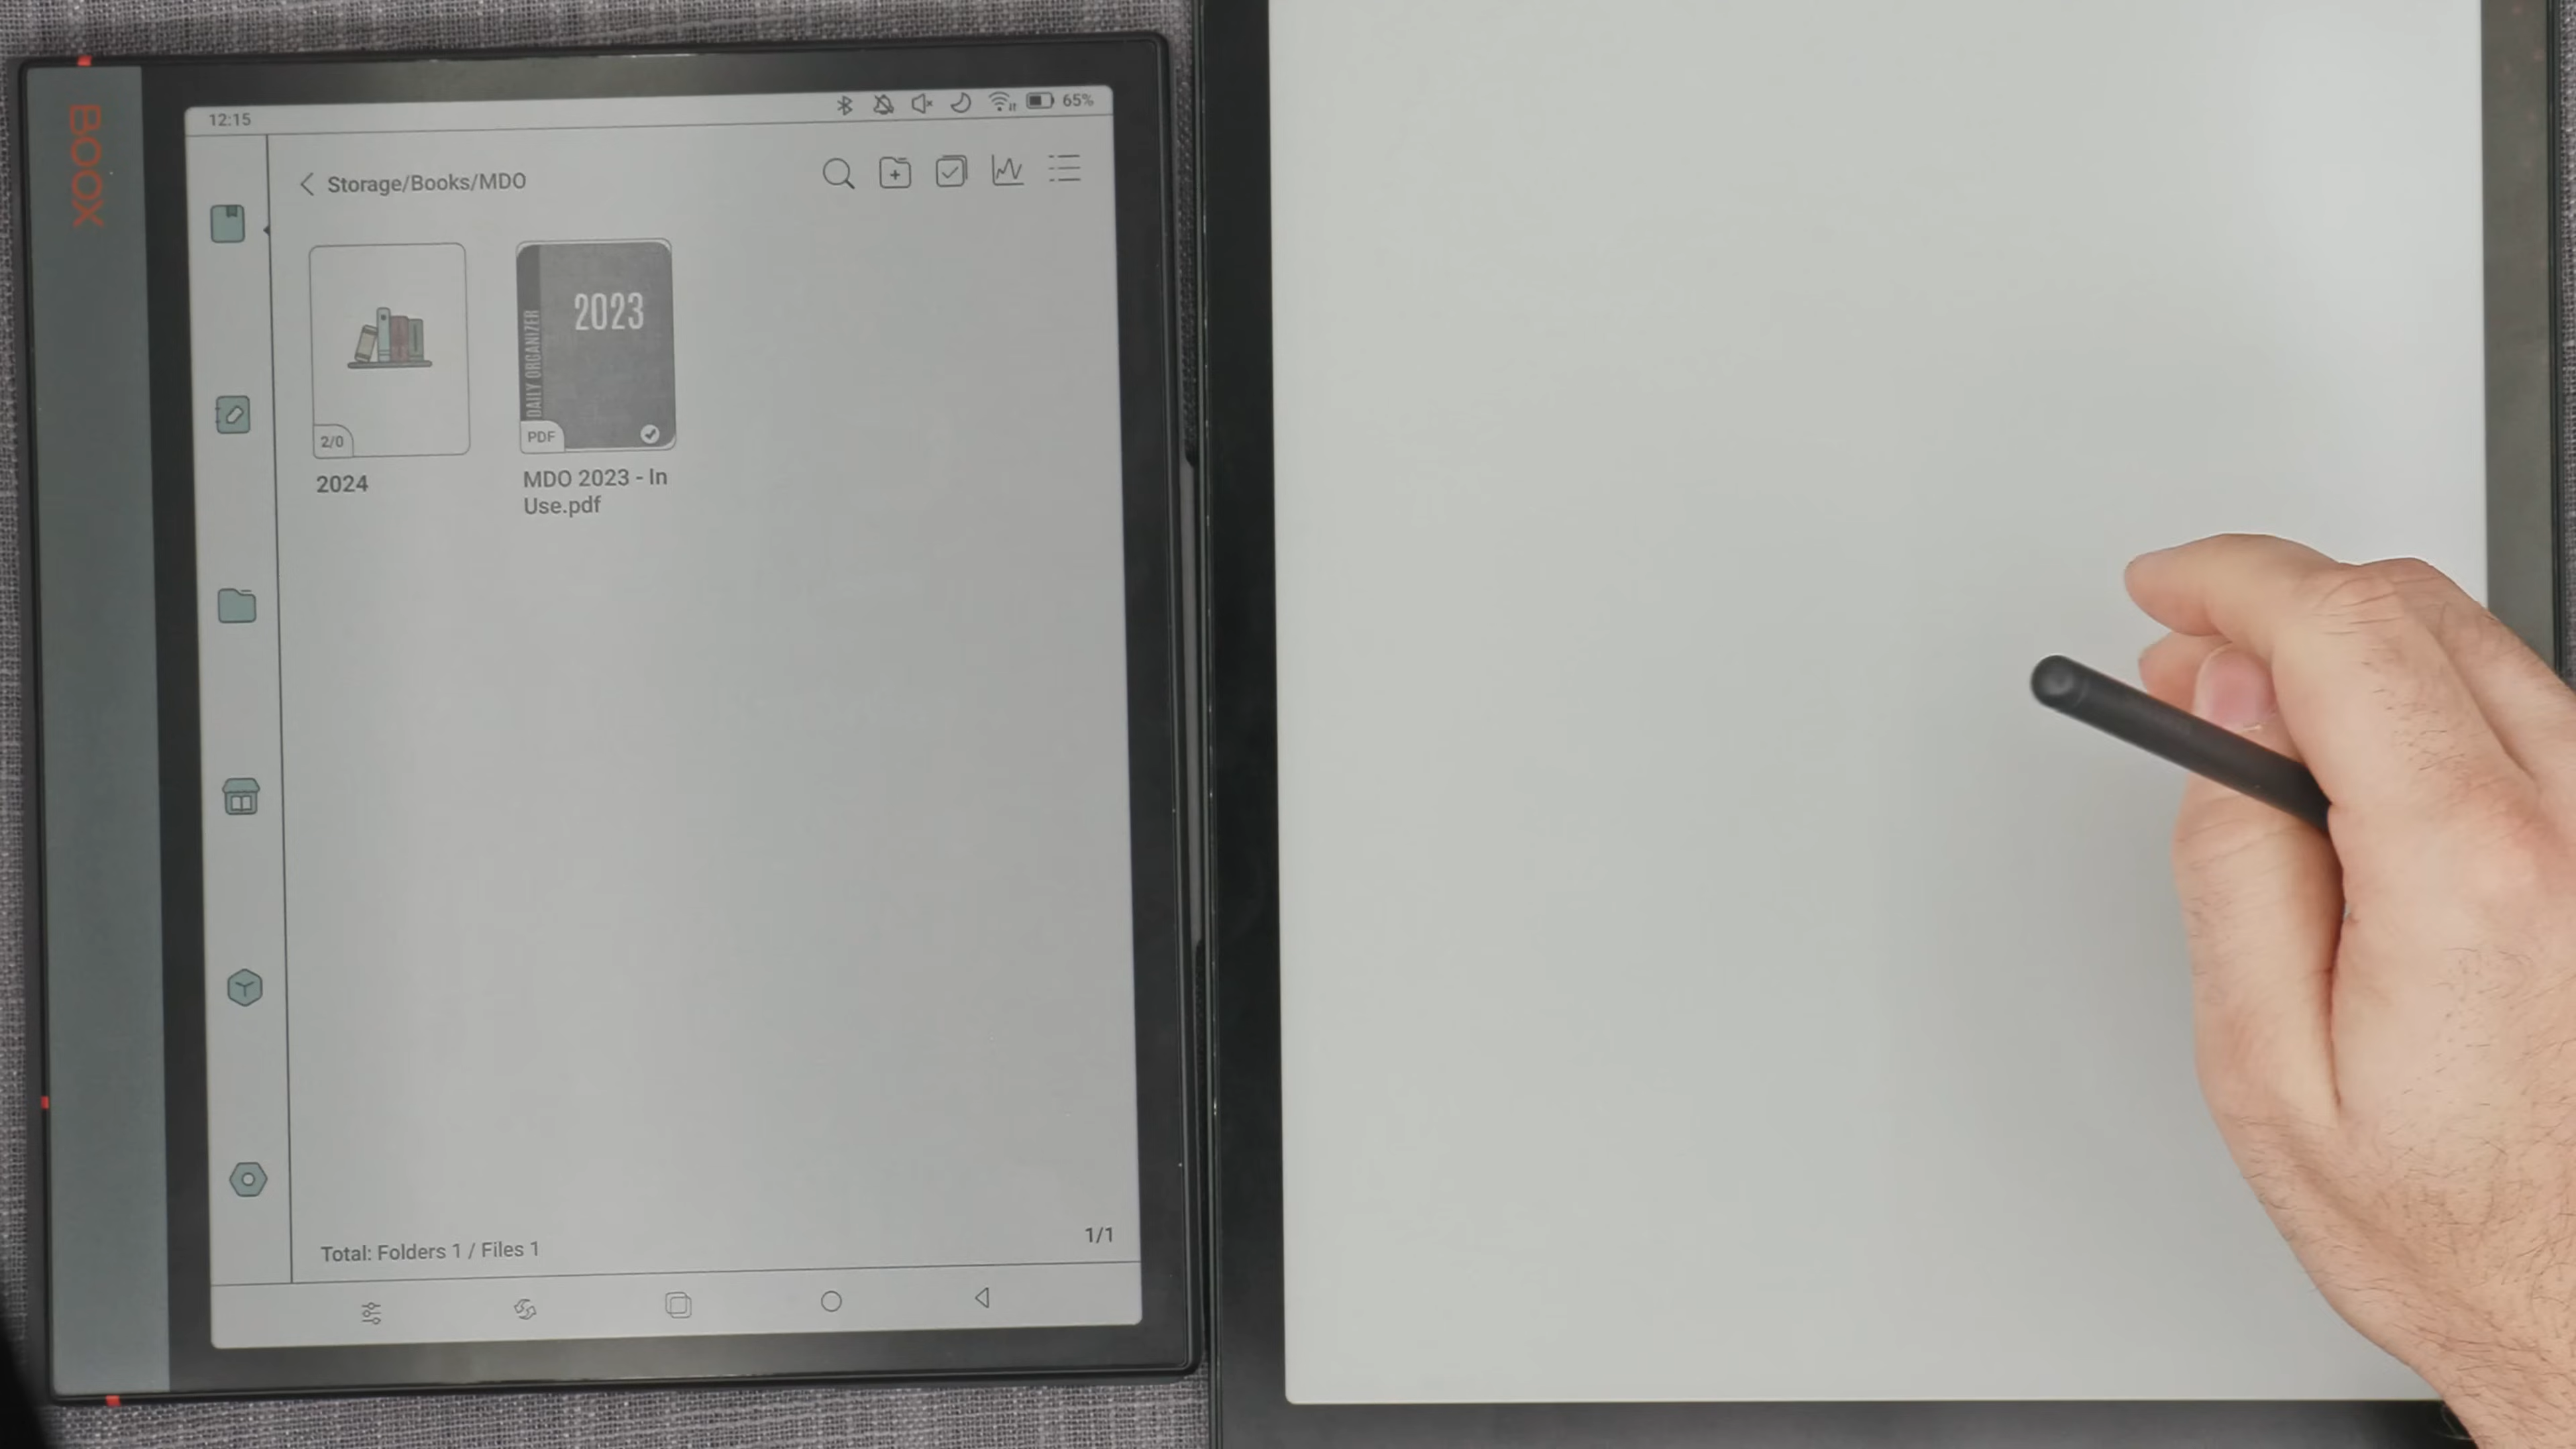 BOOX
12:15
65%
Storage/Books/MDO
2023
DAILY ORGANIZER
2/0
PDF
2024
MDO 2023 - In
Use.pdf
Total: Folders 1 / Files 1
1/1